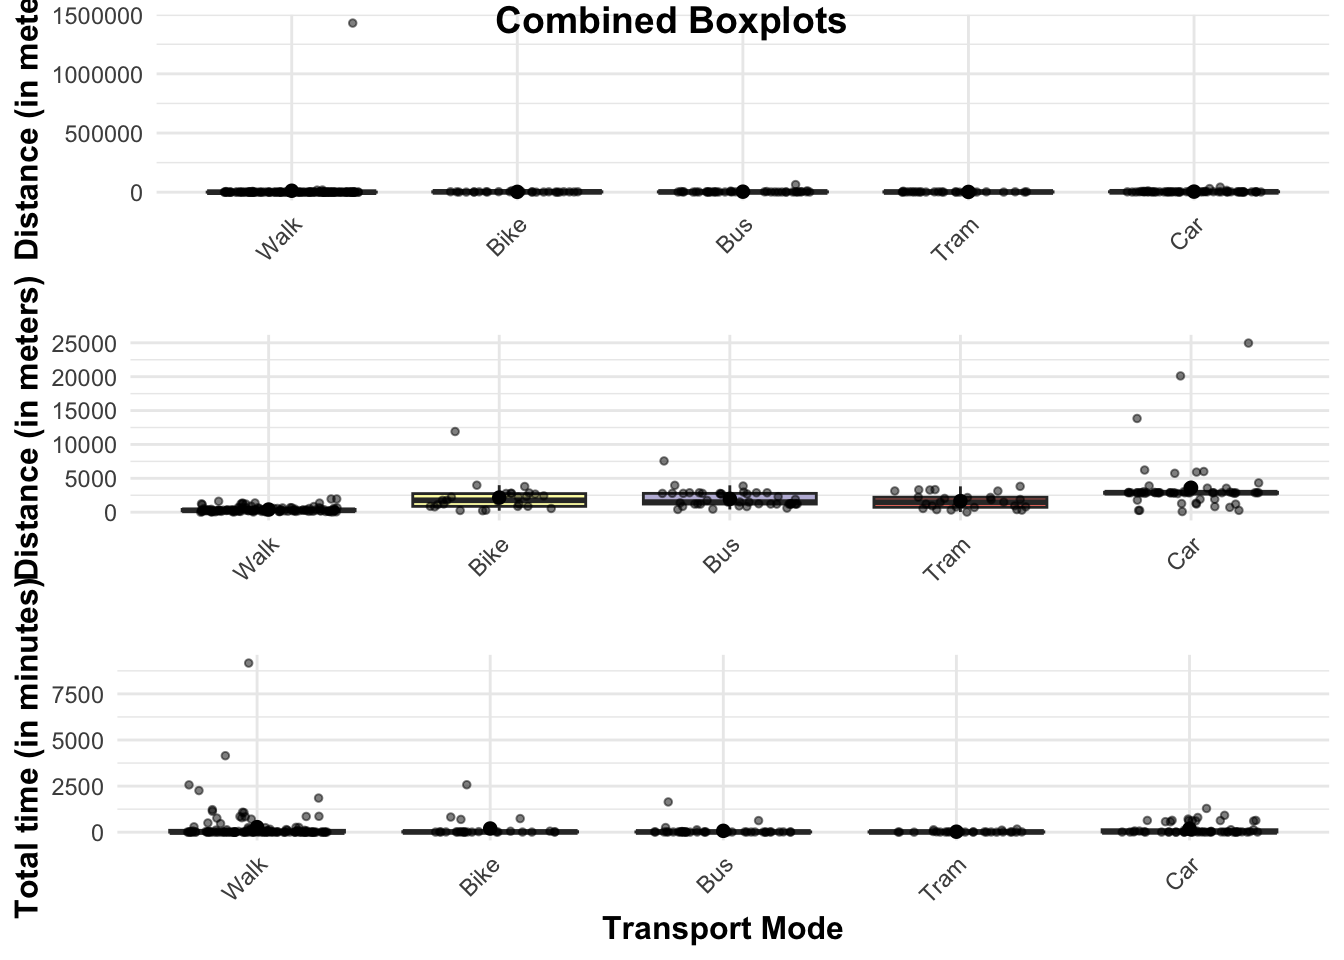 Combined Boxplots
Distance (in mete
1500000
1000000
500000
0
Walk Bike Bus Tram Car
Distance (in meters)
25000
20000
15000
10000
5000
0
Walk Bike Bus Tram Car
Total time (in minutes)
7500
5000
2500
0
Walk Bike Bus Tram Car
Transport Mode